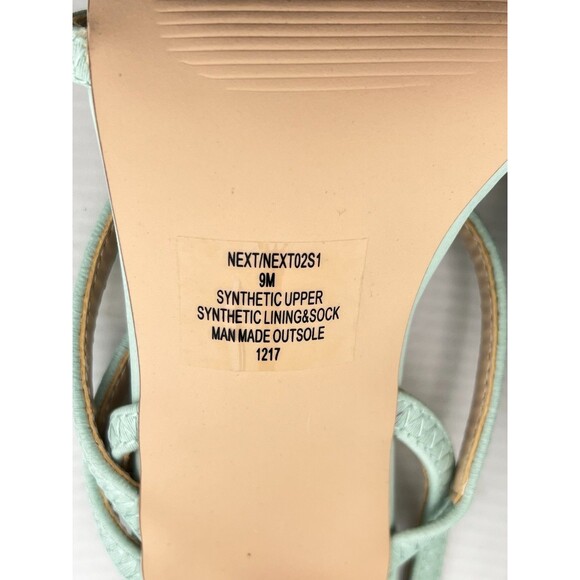 NEXT/NEXT02S1
9M
SYNTHETIC UPPER
SYNTHETIC LINING&SOCK
MAN MADE OUTSOLE
1217